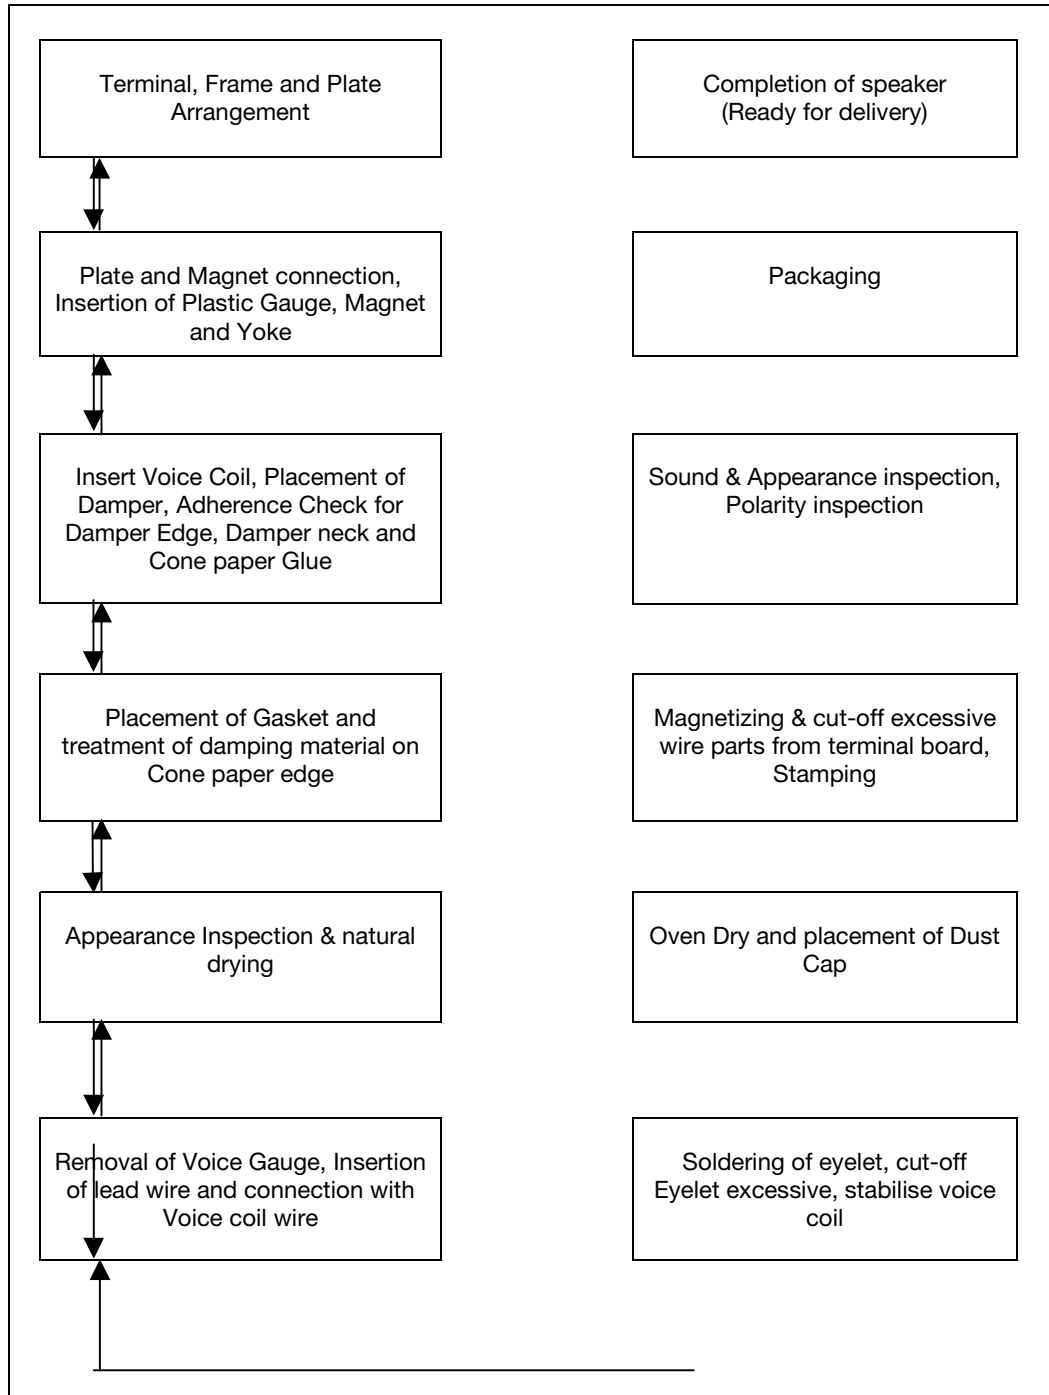 Terminal, Frame and Plate
Arrangement
Completion of speaker
(Ready for delivery)
Plate and Magnet connection,
Insertion of Plastic Gauge, Magnet
and Yoke
Packaging
Insert Voice Coil, Placement of
Damper, Adherence Check for
Damper Edge, Damper neck and
Cone paper Glue
Sound & Appearance inspection,
Polarity inspection
Placement of Gasket and
treatment of damping material on
Cone paper edge
Magnetizing & cut-off excessive
wire parts from terminal board,
Stamping
Appearance Inspection & natural
drying
Oven Dry and placement of Dust
Cap
Removal of Voice Gauge, Insertion
of lead wire and connection with
Voice coil wire
Soldering of eyelet, cut-off
Eyelet excessive, stabilise voice
coil